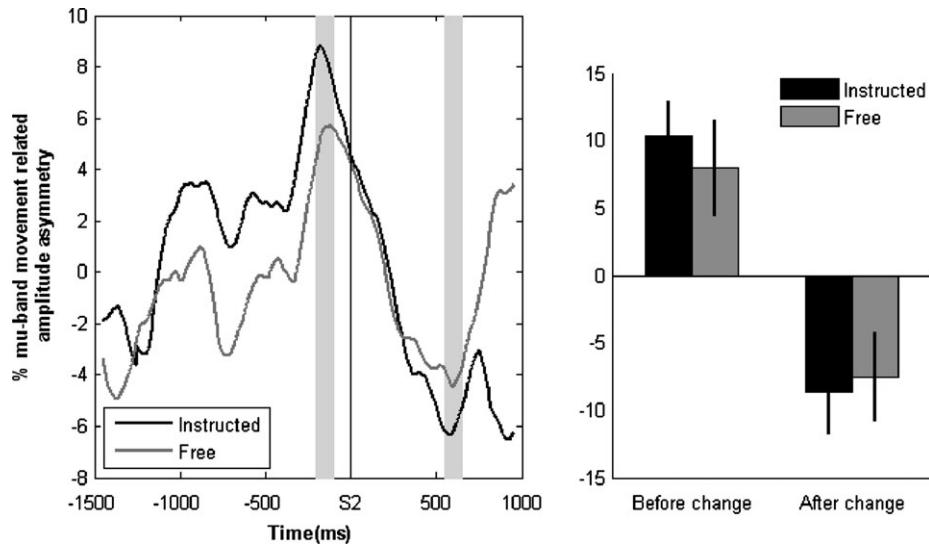 % mu-band movement related
amplitude asymmetry
10
8
6
4
2
0
-2
-4
-6
-8
Instructed
Free
-1500 -1000 -500 S2 500 1000
Time(ms)
15
10
5
0
-5
-10
-15
Instructed
Free
Before change After change